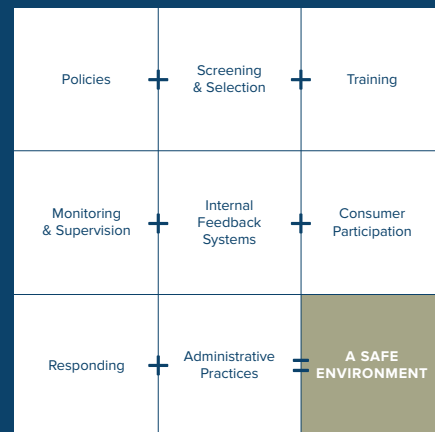 Policies + Screening + Training
& Selection
Monitoring + Internal + Consumer
& Supervision Feedback Participation
Systems
Responding + Administrative = A SAFE
Practices ENVIRONMENT